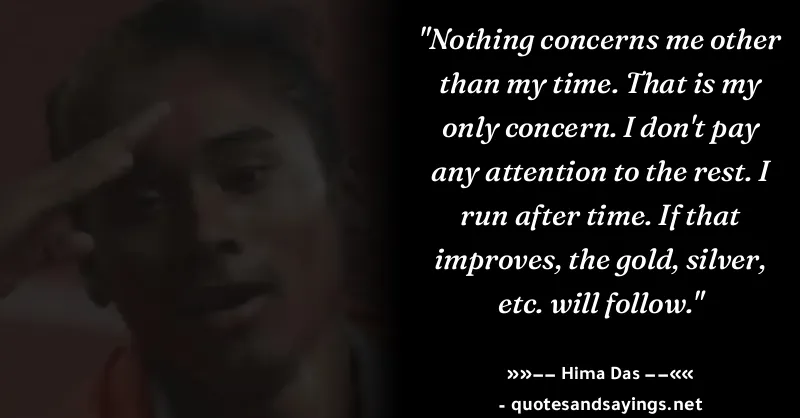 "Nothing concerns me other
than my time. That is my
only concern. I don't pay
any attention to the rest. I
run after time. If that
improves, the gold, silver,
etc. will follow."
»»−− Hima Das −−««
- quotesandsayings.net